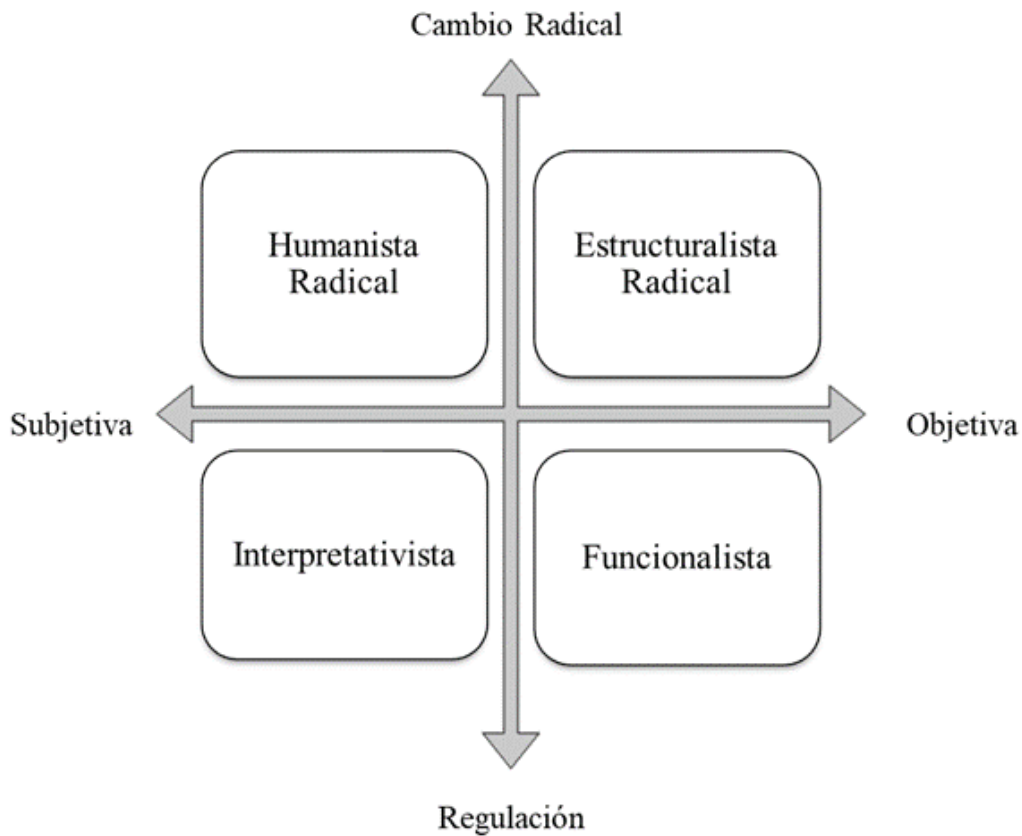 Cambio Radical
Humanista
Radical
Estructuralista
Radical
Subjetiva
Objetiva
Interpretativista
Funcionalista
Regulación